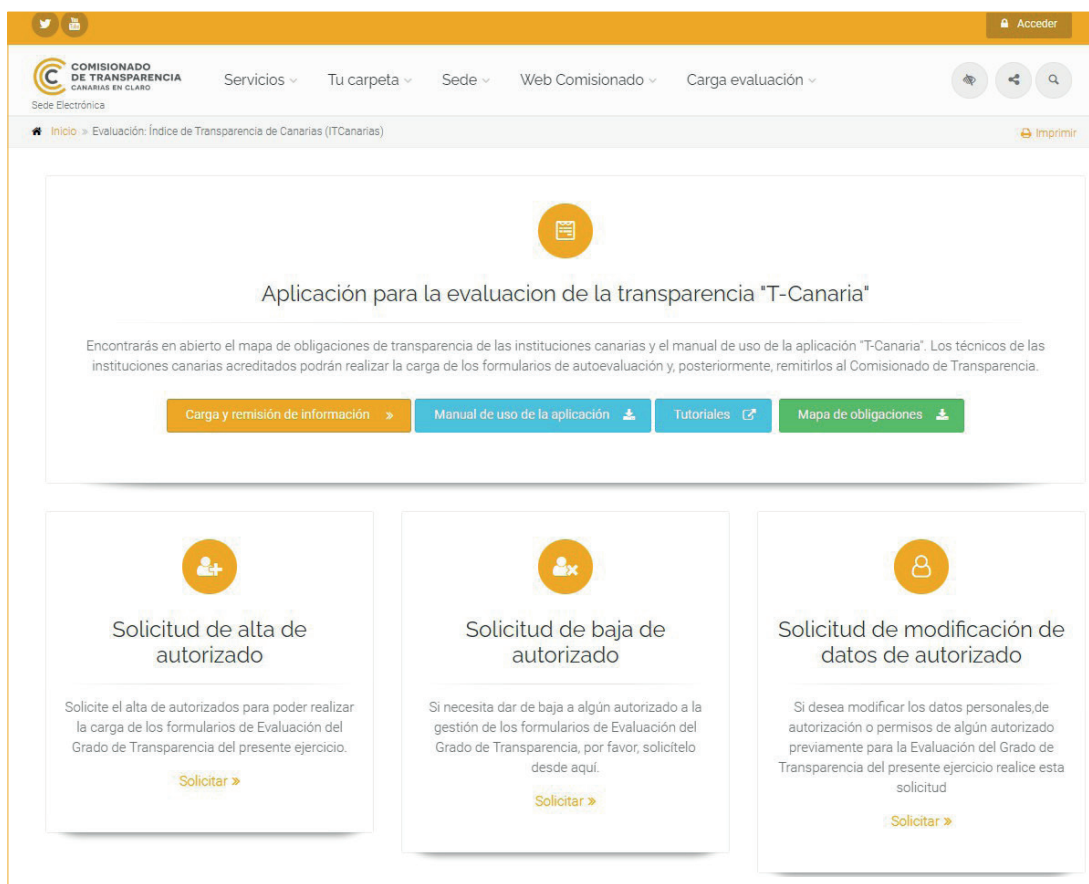 Acceder
COMISIONADO
DE TRANSPARENCIA
CANARIAS EN CLARO
Sede Electrónica
Servicios
Tu carpeta
Sede
Web Comisionado
Carga evaluación
Inicio » Evaluación: Índice de Transparencia de Canarias (ITCanarias)
Imprimir
Aplicación para la evaluacion de la transparencia "T-Canaria"
Encontrarás en abierto el mapa de obligaciones de transparencia de las instituciones canarias y el manual de uso de la aplicación "T-Canaria". Los técnicos de las
instituciones canarias acreditados podrán realizar la carga de los formularios de autoevaluación y, posteriormente, remitirlos al Comisionado de Transparencia.
Carga y remisión de información »
Manual de uso de la aplicación
Tutoriales
Mapa de obligaciones
Solicitud de alta de
autorizado
Solicite el alta de autorizados para poder realizar
la carga de los formularios de Evaluación del
Grado de Transparencia del presente ejercicio.
Solicitar »
Solicitud de baja de
autorizado
Si necesita dar de baja a algún autorizado a la
gestión de los formularios de Evaluación del
Grado de Transparencia, por favor, solicítelo
desde aquí.
Solicitar »
Solicitud de modificación de
datos de autorizado
Si desea modificar los datos personales,de
autorización o permisos de algún autorizado
previamente para la Evaluación del Grado de
Transparencia del presente ejercicio realice esta
solicitud
Solicitar »